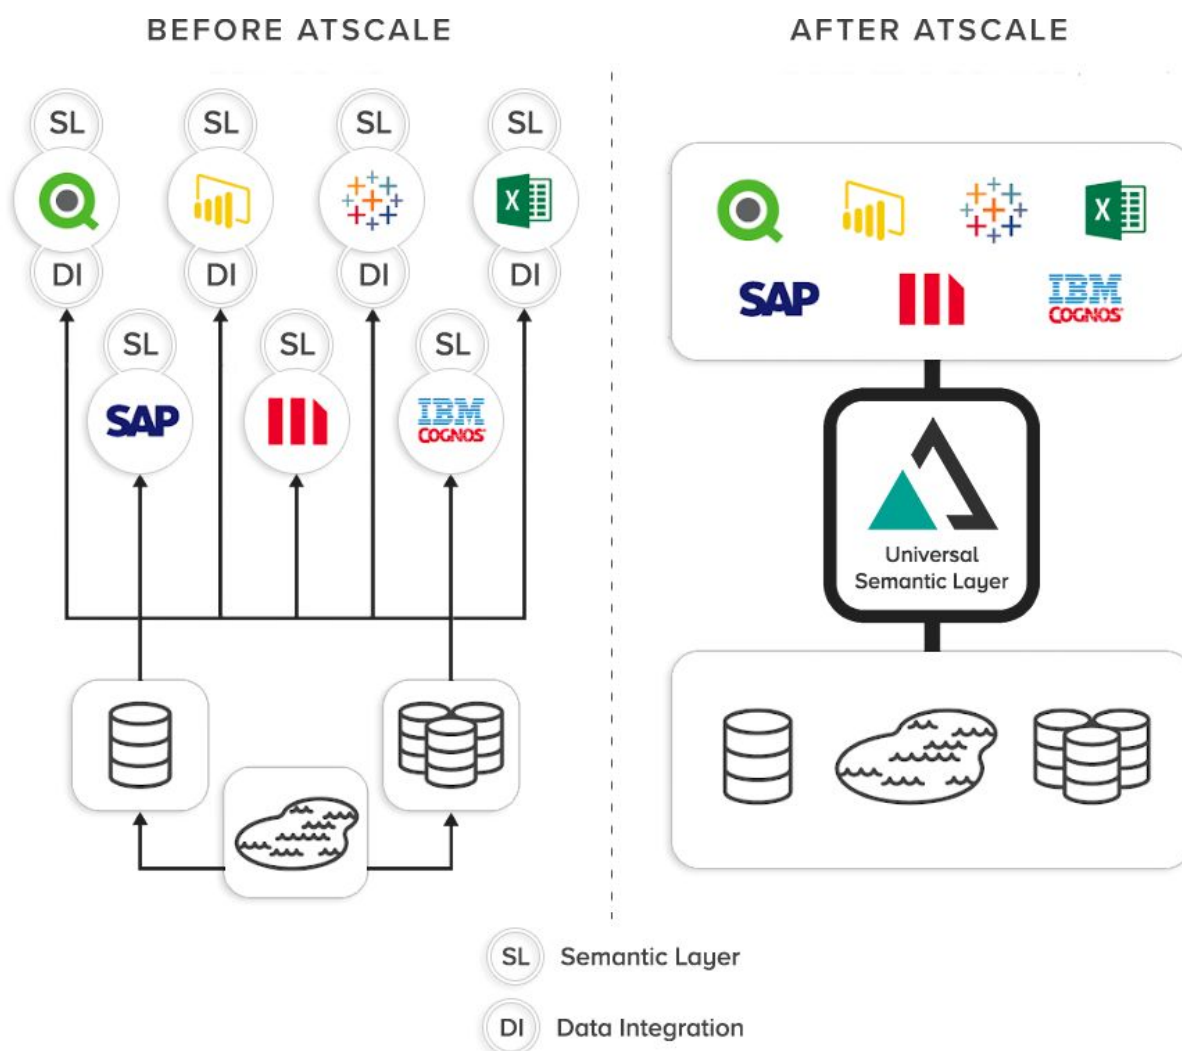 BEFORE ATSCALE
AFTER ATSCALE
SL SL SL SL
X
DI DI DI DI
SL SL SL
SAP
IBM
COGNOS
X
SAP
IBM
COGNOS
Universal
Semantic Layer
SL Semantic Layer
DI Data Integration